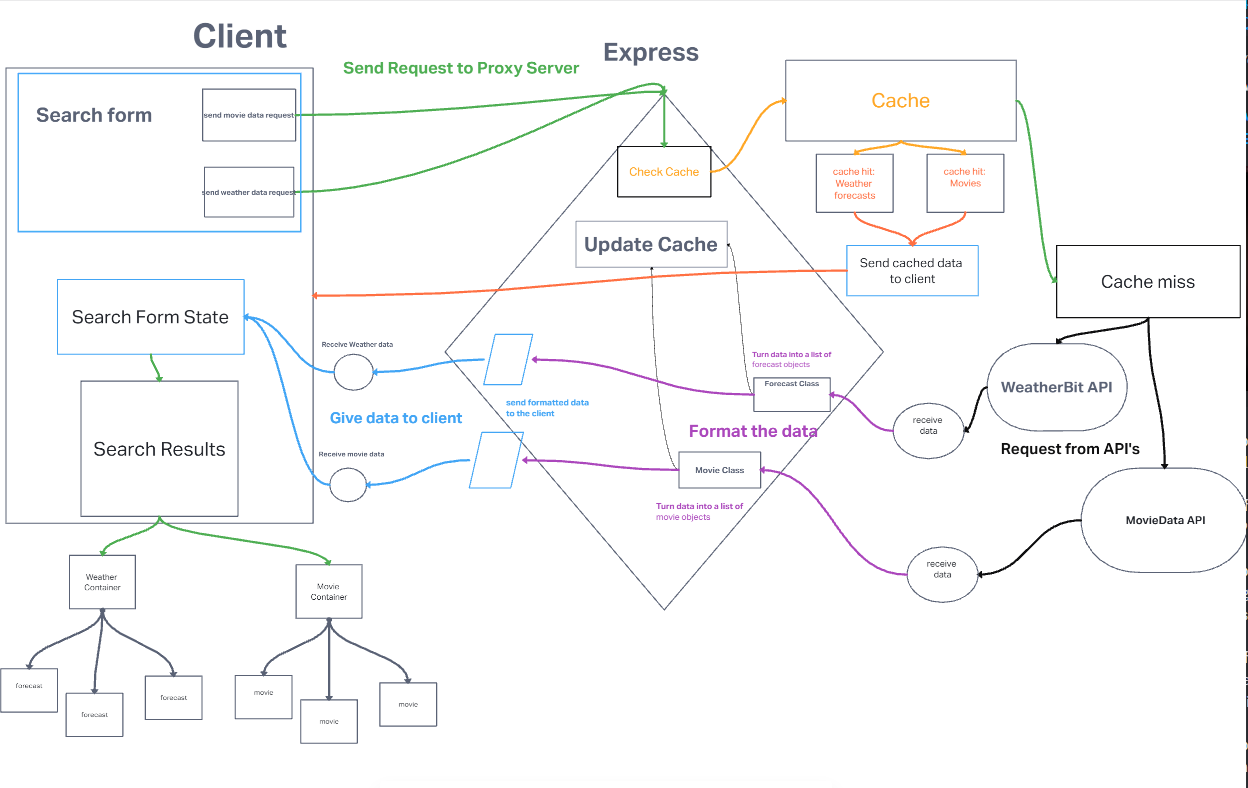 Client
Express
Send Request to Proxy Server
Search form
send movie data request
send weather data request
Check Cache
Cache
cache hit:
Weather
forecasts
cache hit:
Movies
Update Cache
Send cached data
to client
Cache miss
Search Form State
Receive Weather data
Turn data into a list of
forecast objects
Forecast Class
WeatherBit API
send formatted data
to the client
Give data to client
Format the data
receive
data
Request from API's
Search Results
Receive movie data
Movie Class
Turn data into a list of
movie objects
MovieData API
receive
data
Weather
Container
Movie
Container
forecast
forecast
forecast
movie
movie
movie